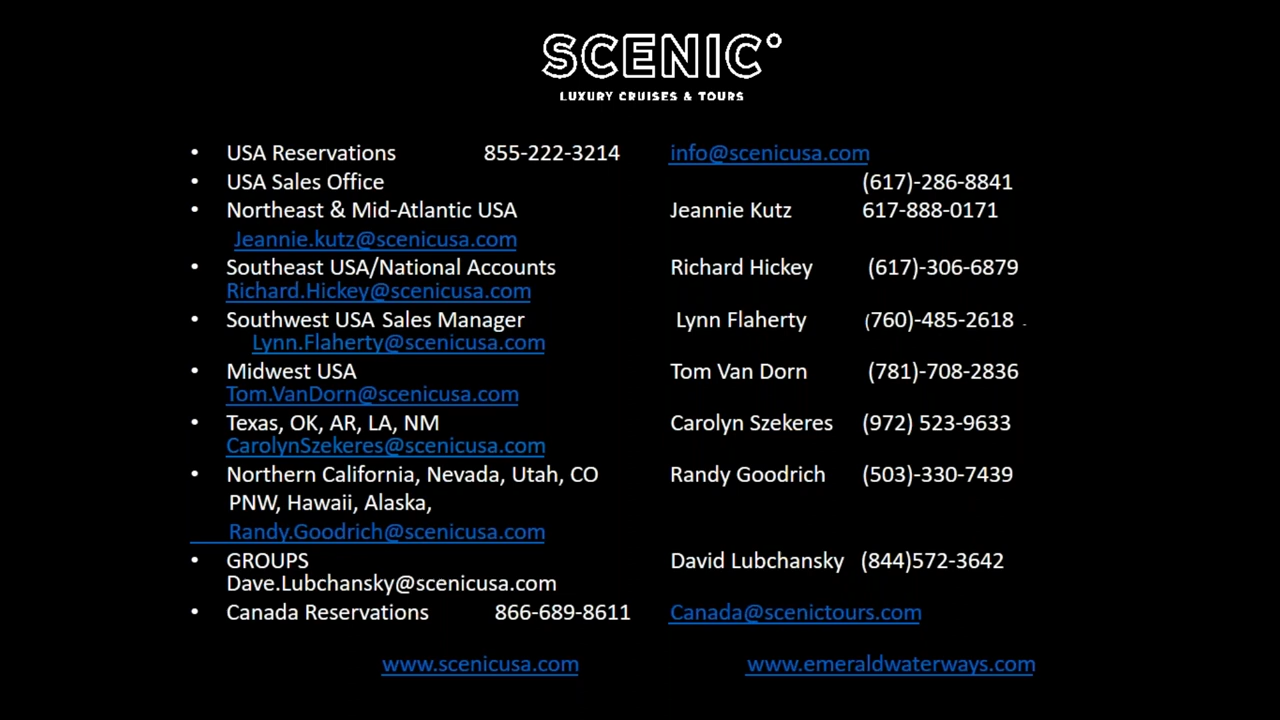 SCENIC°
LUXURY CRUISES & TOURS
• USA Reservations 855-222-3214 info@scenicusa.com
• USA Sales Office (617)-286-8841
• Northeast & Mid-Atlantic USA Jeannie Kutz 617-888-0171
Jeannie.kutz@scenicusa.com
• Southeast USA/National Accounts Richard Hickey (617)-306-6879
Richard.Hickey@scenicusa.com
• Southwest USA Sales Manager Lynn Flaherty (760)-485-2618
Lynn.Flaherty@scenicusa.com
• Midwest USA Tom Van Dorn (781)-708-2836
Tom.VanDorn@scenicusa.com
• Texas, OK, AR, LA, NM Carolyn Szekeres (972) 523-9633
CarolynSzekeres@scenicusa.com
• Northern California, Nevada, Utah, CO Randy Goodrich (503)-330-7439
PNW, Hawaii, Alaska,
Randy.Goodrich@scenicusa.com
• GROUPS David Lubchansky (844)572-3642
Dave.Lubchansky@scenicusa.com
• Canada Reservations 866-689-8611 Canada@scenictours.com
www.scenicusa.com www.emeraldwaterways.com